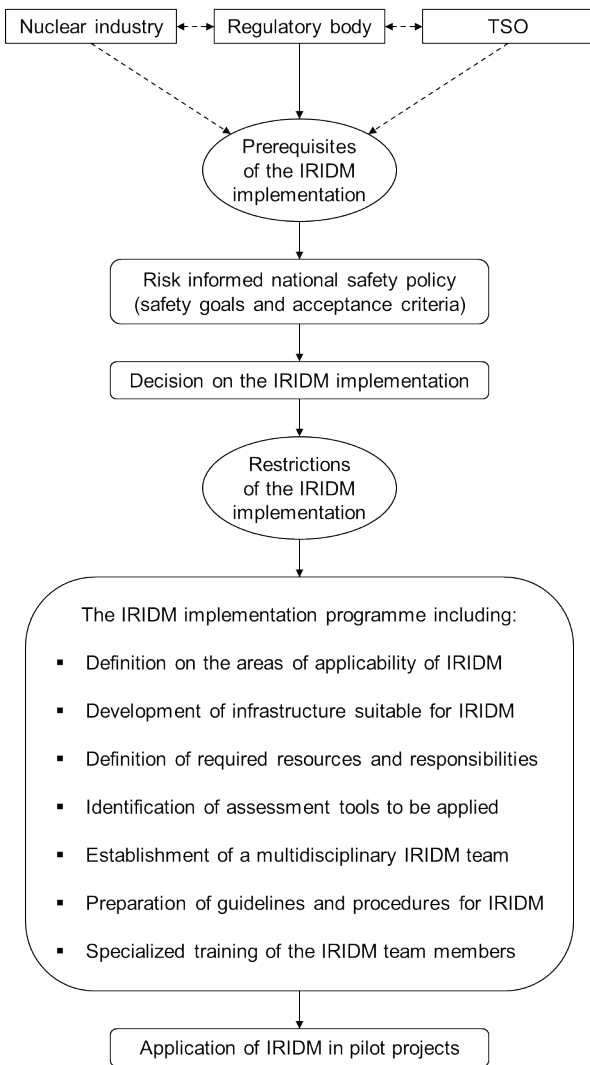 Nuclear industry
Regulatory body
TSO
Prerequisites
of the IRIDM
implementation
Risk informed national safety policy
(safety goals and acceptance criteria)
Decision on the IRIDM implementation
Restrictions
of the IRIDM
implementation
The IRIDM implementation programme including:
▪ Definition on the areas of applicability of IRIDM
▪ Development of infrastructure suitable for IRIDM
▪ Definition of required resources and responsibilities
▪ Identification of assessment tools to be applied
▪ Establishment of a multidisciplinary IRIDM team
▪ Preparation of guidelines and procedures for IRIDM
▪ Specialized training of the IRIDM team members
Application of IRIDM in pilot projects